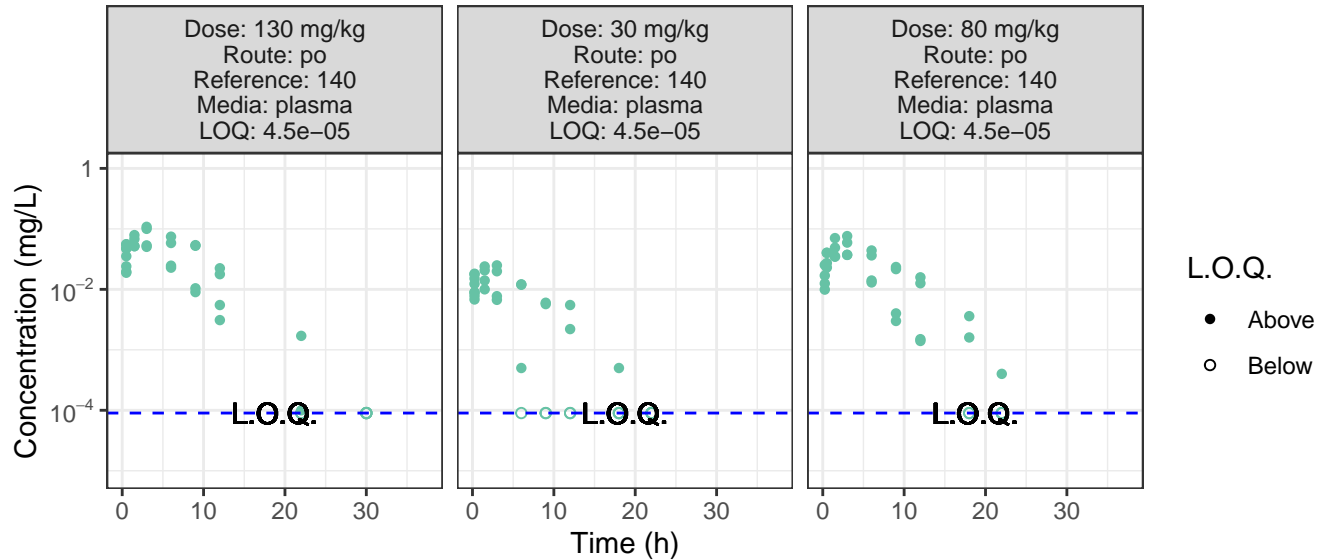 Dose: 130 mg/kg
Route: po
Reference: 140
Media: plasma
LOQ: 4.5e−05
Dose: 30 mg/kg
Route: po
Reference: 140
Media: plasma
LOQ: 4.5e−05
Dose: 80 mg/kg
Route: po
Reference: 140
Media: plasma
LOQ: 4.5e−05
Concentration (mg/L)
1
10⁻²
10⁻⁴
L.O.Q.
L.O.Q.
L.O.Q.
0 10 20 30
0 10 20 30
0 10 20 30
Time (h)
L.O.Q.
Above
Below